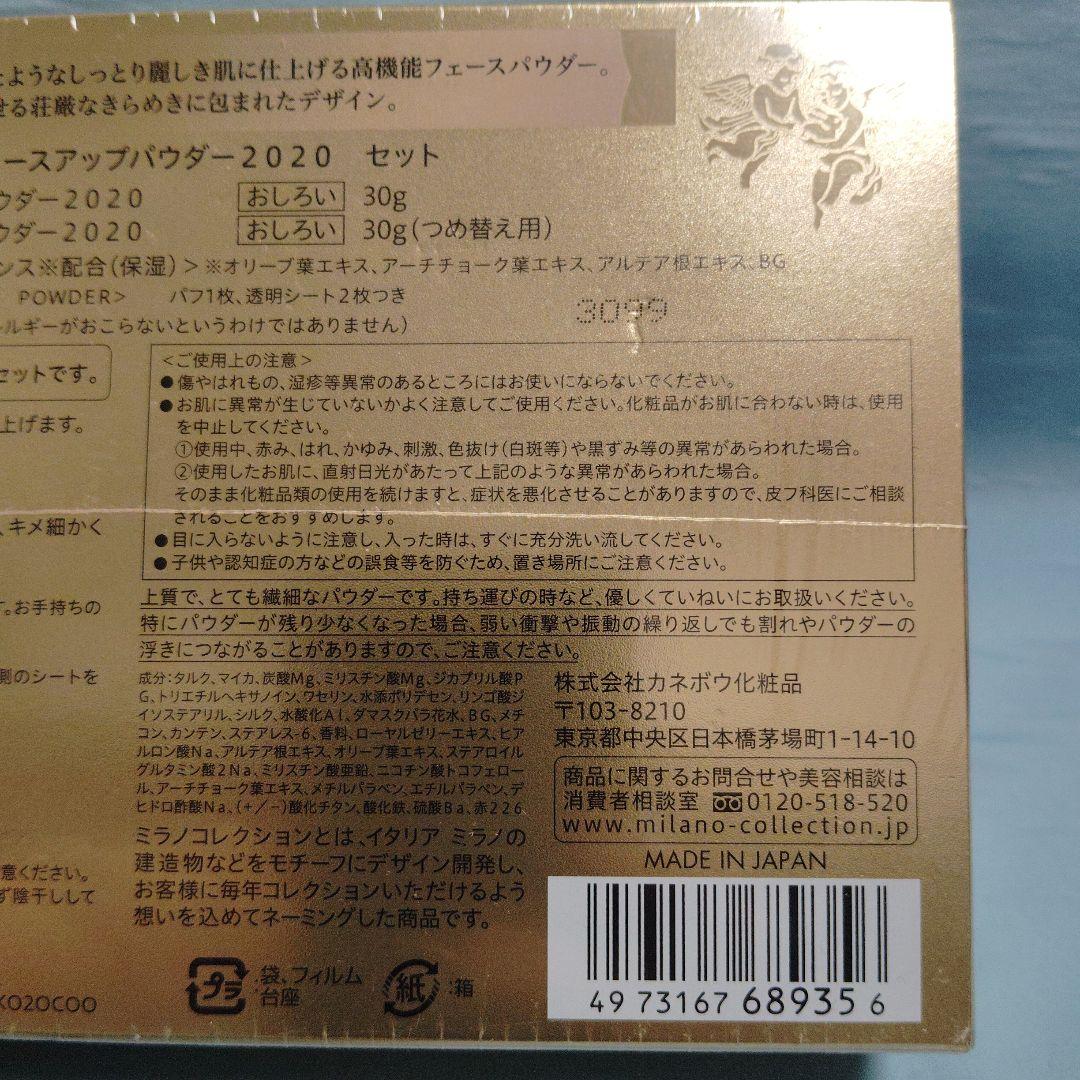 たようなしっとり麗しき肌に仕上げる高機能フェースパウダー。
せる荘厳なきらめきに包まれたデザイン。
ェースアップパウダー2020 セット
ウダー2020 おしろい 30g
ウダー2020 おしろい 30g(つめ替え用)
ンス※配合(保湿)>※オリーブ葉エキス、アーチチョーク葉エキス、アルテア根エキス、BG
POWDER> パフ1枚、透明シート2枚つき
3099
ルギーがおこらないというわけではありません)
セットです。
上げます。
、キメ細かく
す。お手持ちの
側のシートを
意ください。
ず陰干しして
K020C00
<ご使用上の注意>
●傷やはれもの、湿疹等異常のあるところにはお使いにならないでください。
●お肌に異常が生じていないかよく注意してご使用ください。化粧品がお肌に合わない時は、使用
を中止してください。
①使用中、赤み、はれ、かゆみ、刺激、色抜け(白斑等)や黒ずみ等の異常があらわれた場合。
②使用したお肌に、直射日光があたって上記のような異常があらわれた場合。
そのまま化粧品類の使用を続けますと、症状を悪化させることがありますので、皮フ科医にご相談
されることをおすすめします。
●目に入らないように注意し、入った時は、すぐに充分洗い流してください。
●子供や認知症の方などの誤食等を防ぐため、置き場所にご注意ください。
上質で、とても繊細なパウダーです。持ち運びの時など、優しくていねいにお取扱いください。
特にパウダーが残り少なくなった場合、弱い衝撃や振動の繰り返しでも割れやパウダーの
浮きにつながることがありますので、ご注意ください。
成分:タルク、マイカ、炭酸Mg、ミリスチン酸Mg、ジカプリル酸P
G、トリエチルヘキサノイン、ワセリン、水添ポリデセン、リンゴ酸ジ
イソステアリル、シルク、水酸化Al、ダマスクバラ花水、BG、メチ
コン、カンテン、ステアレス-6、香料、ローヤルゼリーエキス、ヒア
ルロン酸Na、アルテア根エキス、オリーブ葉エキス、ステアロイル
グルタミン酸2Na、ミリスチン酸亜鉛、ニコチン酸トコフェロー
ル、アーチチョーク葉エキス、メチルパラベン、エチルパラベン、デ
ヒドロ酢酸Na、(+/-)酸化チタン、酸化鉄、硫酸Ba、赤226
ミラノコレクションとは、イタリア ミラノの
建造物などをモチーフにデザイン開発し、
お客様に毎年コレクションいただけるよう
想いを込めてネーミングした商品です。
プラ :袋、フィルム
台座
紙 :箱
株式会社カネボウ化粧品
〒103-8210
東京都中央区日本橋茅場町1-14-10
商品に関するお問合せや美容相談は
消費者相談室 0120-518-520
www.milano-collection.jp
MADE IN JAPAN
4973167689356